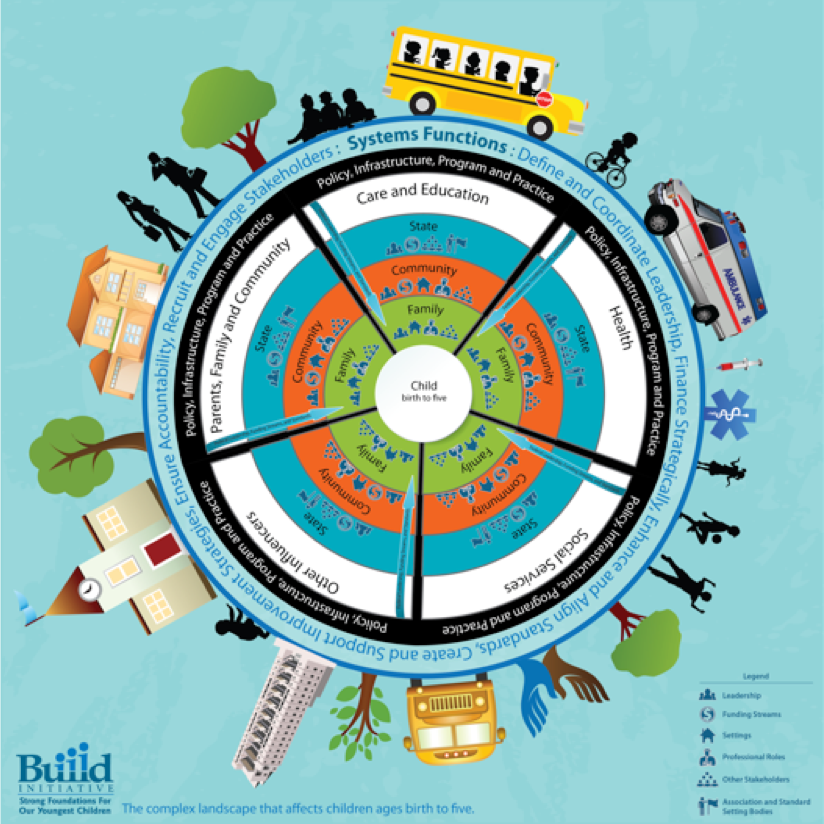 Systems Functions : Define and Coordinate Leadership, Finance Strategically, Enhance and Align Standards, Create and Support Improvement Strategies, Ensure Accountability, Recruit and Engage Stakeholders :
Policy, Infrastructure, Program and Practice
Care and Education
State
Community
Family
Policy, Infrastructure, Program and Practice
Health
State
Community
Family
Policy, Infrastructure, Program and Practice
Social Services
State
Community
Family
Policy, Infrastructure, Program and Practice
Other Influencers
State
Community
Family
Policy, Infrastructure, Program and Practice
Parents, Family and Community
State
Community
Family
Child
birth to five
AMBULANCE
Legend
Leadership
Funding Streams
Settings
Professional Roles
Other Stakeholders
Association and Standard
Setting Bodies
Build
INITIATIVE
Strong Foundations For
Our Youngest Children
The complex landscape that affects children ages birth to five.